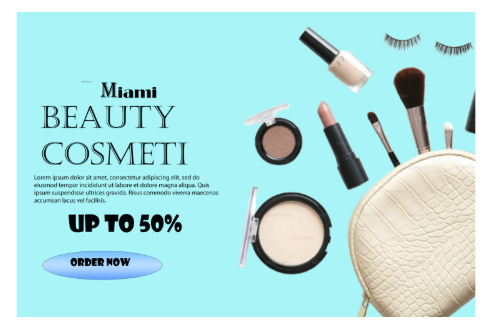 Miami
BEAUTY
COSMETI
Lorem ipsum dolor sit amet, consectetur adipiscing elit, sed do
eiusmod tempor incididunt ut labore et dolore magna aliqua. Quis
ipsum suspendisse ultrices gravida. Risus commodo viverra maecenas
accumsan lacus vel facilisis.
UP TO 50%
ORDER NOW